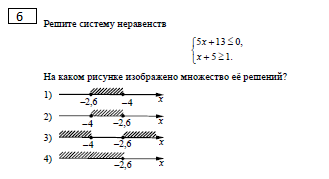 6
Решите систему неравенств
{5x + 13 ≤ 0,
{x + 5 ≥ 1.
На каком рисунке изображено множество её решений?
1) –2,6 –4 x
2) –4 –2,6 x
3) –4 –2,6 x
4) –2,6 x